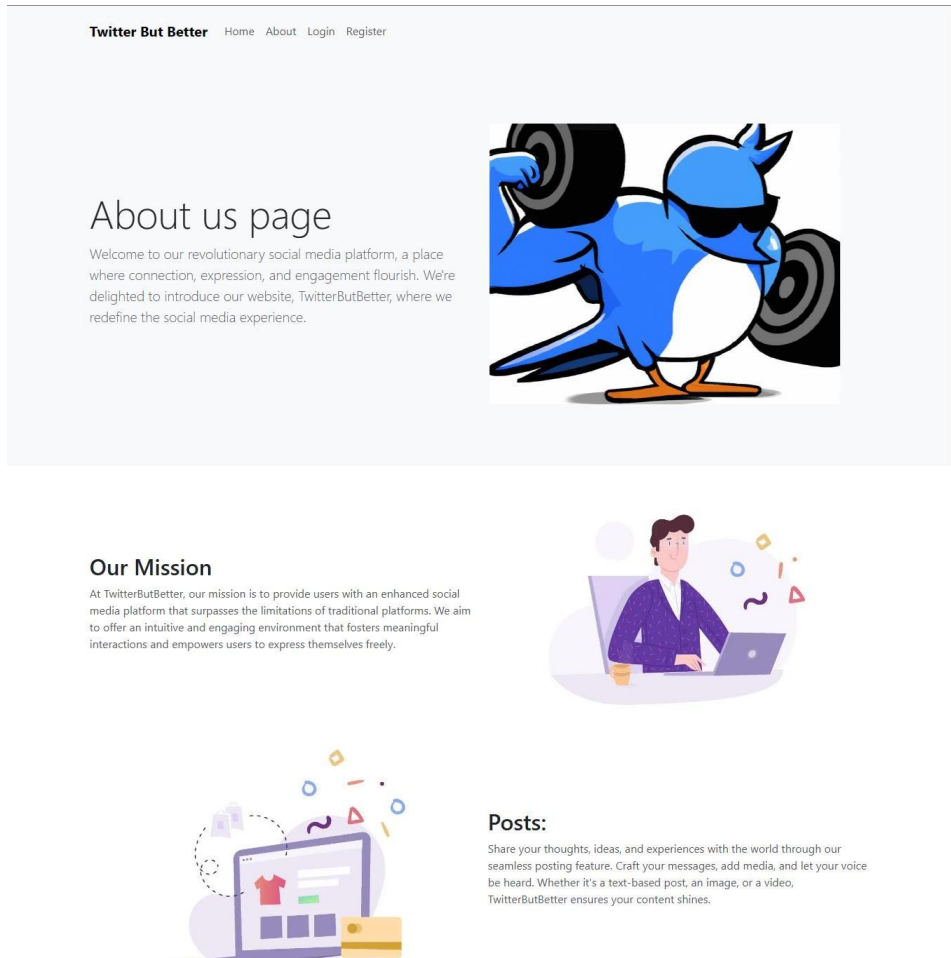 Twitter But Better Home About Login Register
About us page
Welcome to our revolutionary social media platform, a place
where connection, expression, and engagement flourish. We're
delighted to introduce our website, TwitterButBetter, where we
redefine the social media experience.
Our Mission
At TwitterButBetter, our mission is to provide users with an enhanced social
media platform that surpasses the limitations of traditional platforms. We aim
to offer an intuitive and engaging environment that fosters meaningful
interactions and empowers users to express themselves freely.
Posts:
Share your thoughts, ideas, and experiences with the world through our
seamless posting feature. Craft your messages, add media, and let your voice
be heard. Whether it's a text-based post, an image, or a video,
TwitterButBetter ensures your content shines.